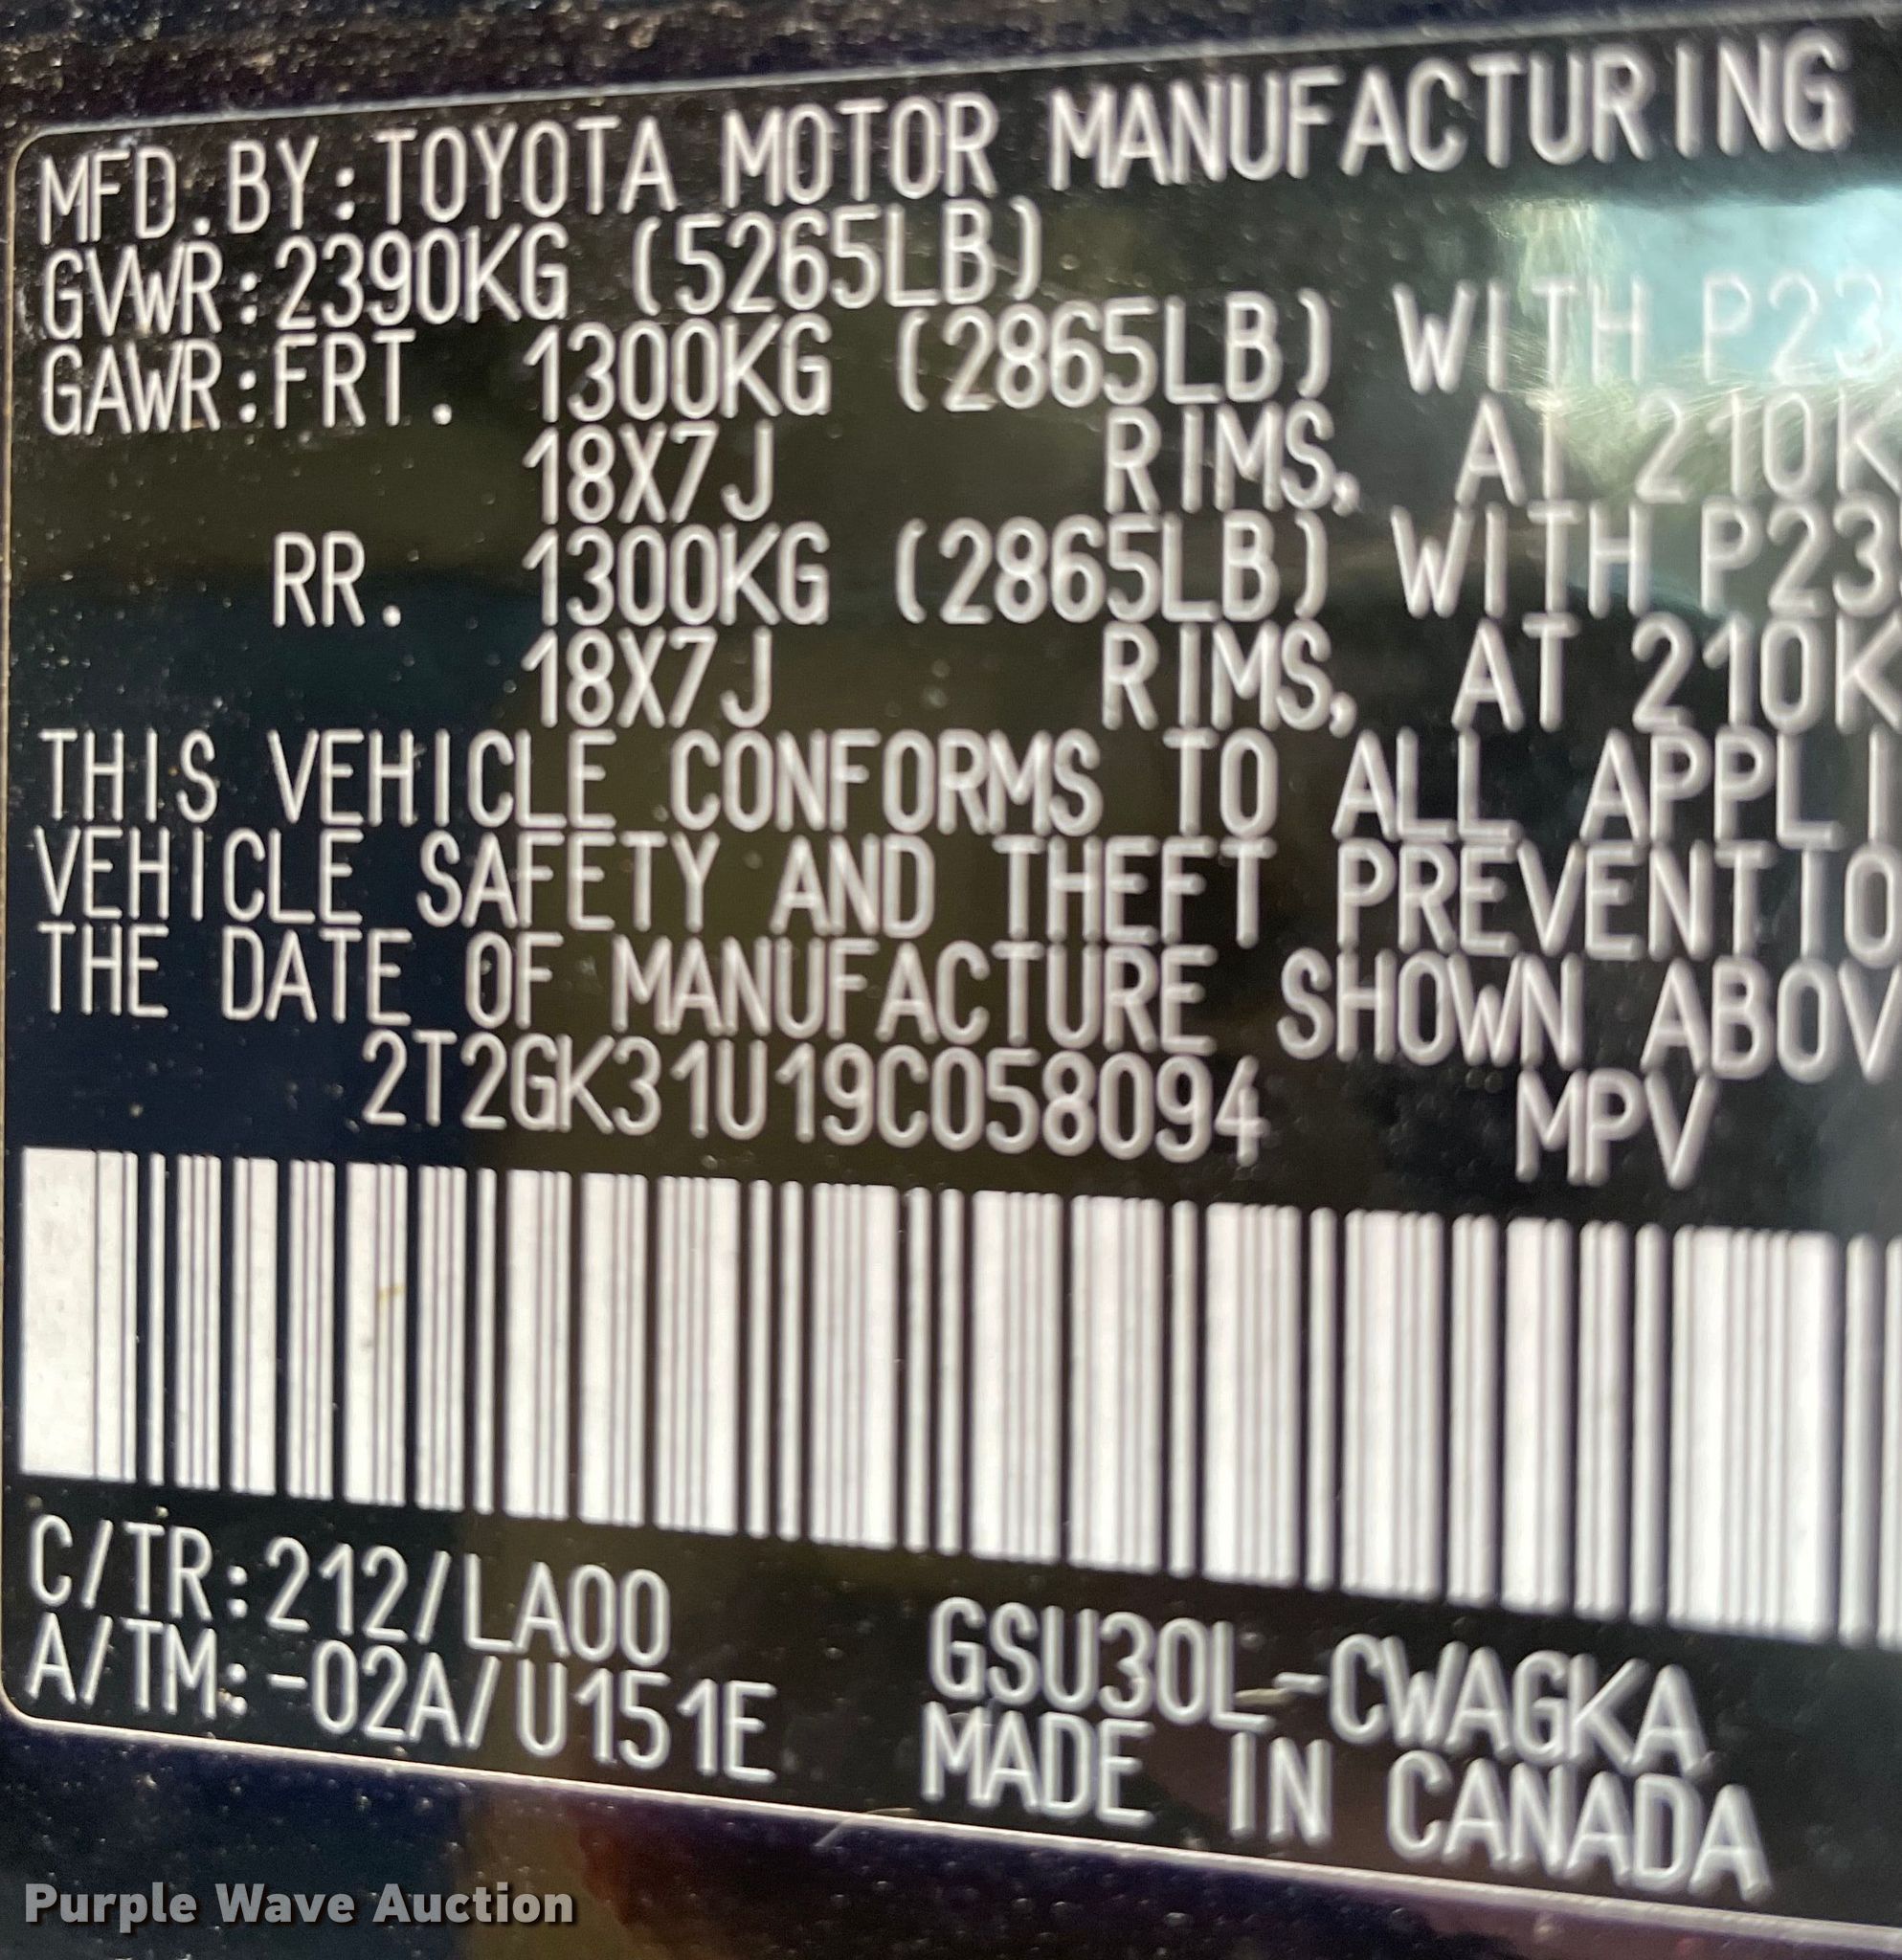 MFD.BY:TOYOTA MOTOR MANUFACTURING
GVWR:2390KG (5265LB)
GAWR:FRT. 1300KG (2865LB) WITH P23
18X7J RIMS, AT 210K
RR. 1300KG (2865LB) WITH P23
18X7J RIMS, AT 210K
THIS VEHICLE CONFORMS TO ALL APPLI
VEHICLE SAFETY AND THEFT PREVENTIO
THE DATE OF MANUFACTURE SHOWN ABOV
2T2GK31U19C058094 MPV
C/TR:212/LA00
A/TM:-02A/U151E
GSU30L-CWAGKA
MADE IN CANADA
Purple Wave Auction